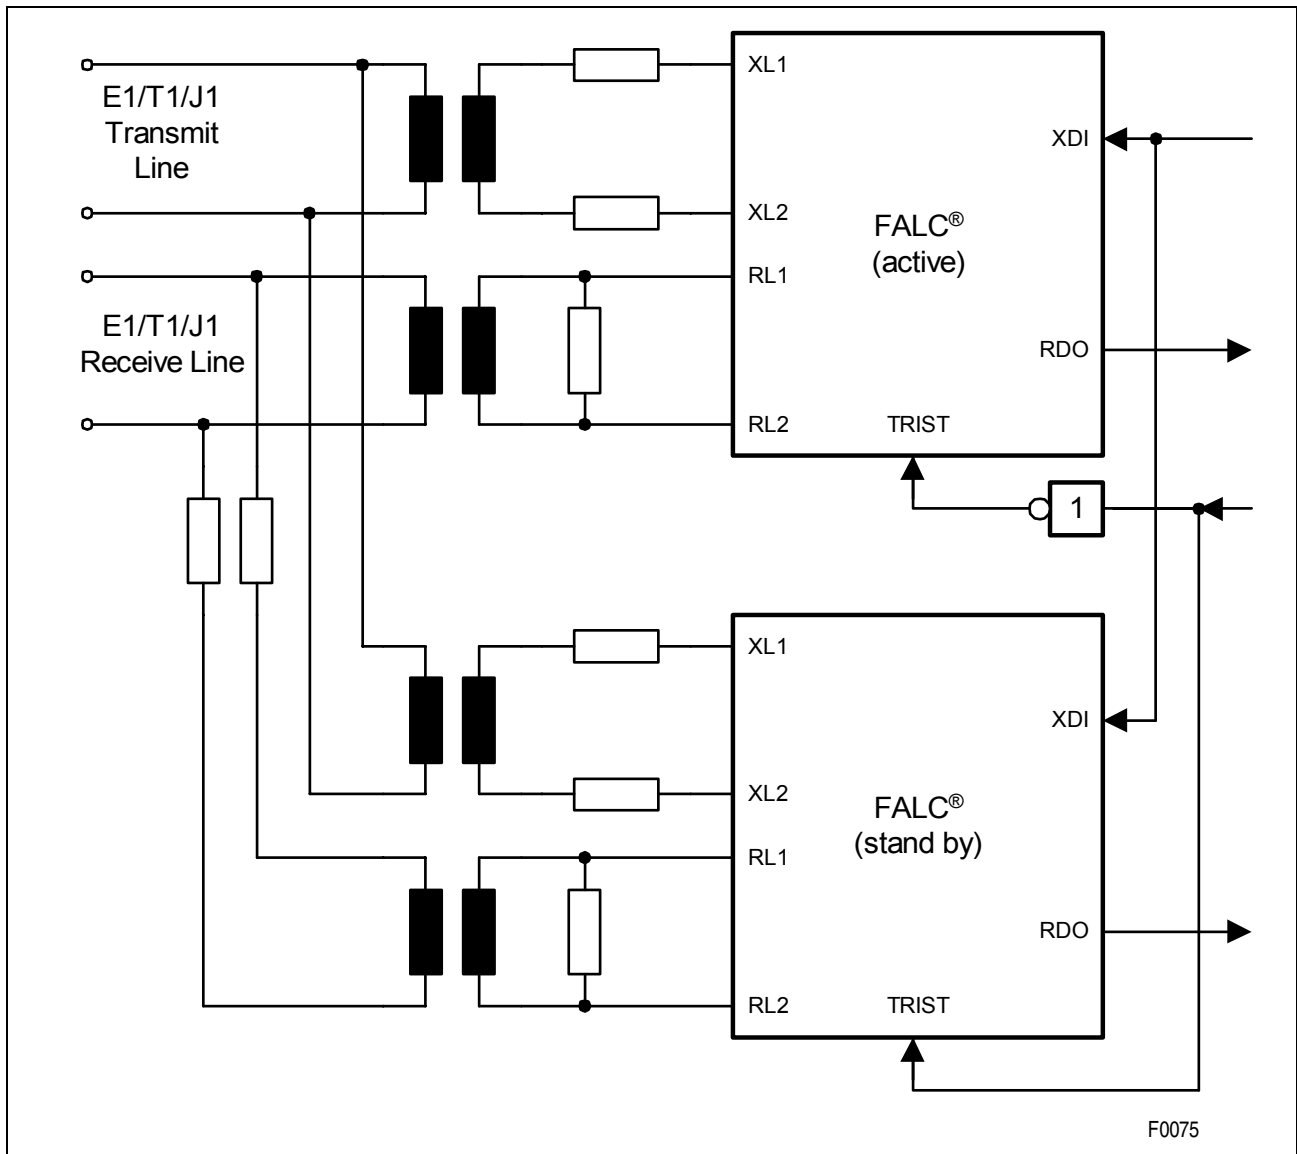 E1/T1/J1
Transmit
Line
E1/T1/J1
Receive Line
XL1
XL2
RL1
RL2
XDI
RDO
TRIST
FALC®
(active)
1
XL1
XL2
RL1
RL2
XDI
RDO
TRIST
FALC®
(stand by)
F0075